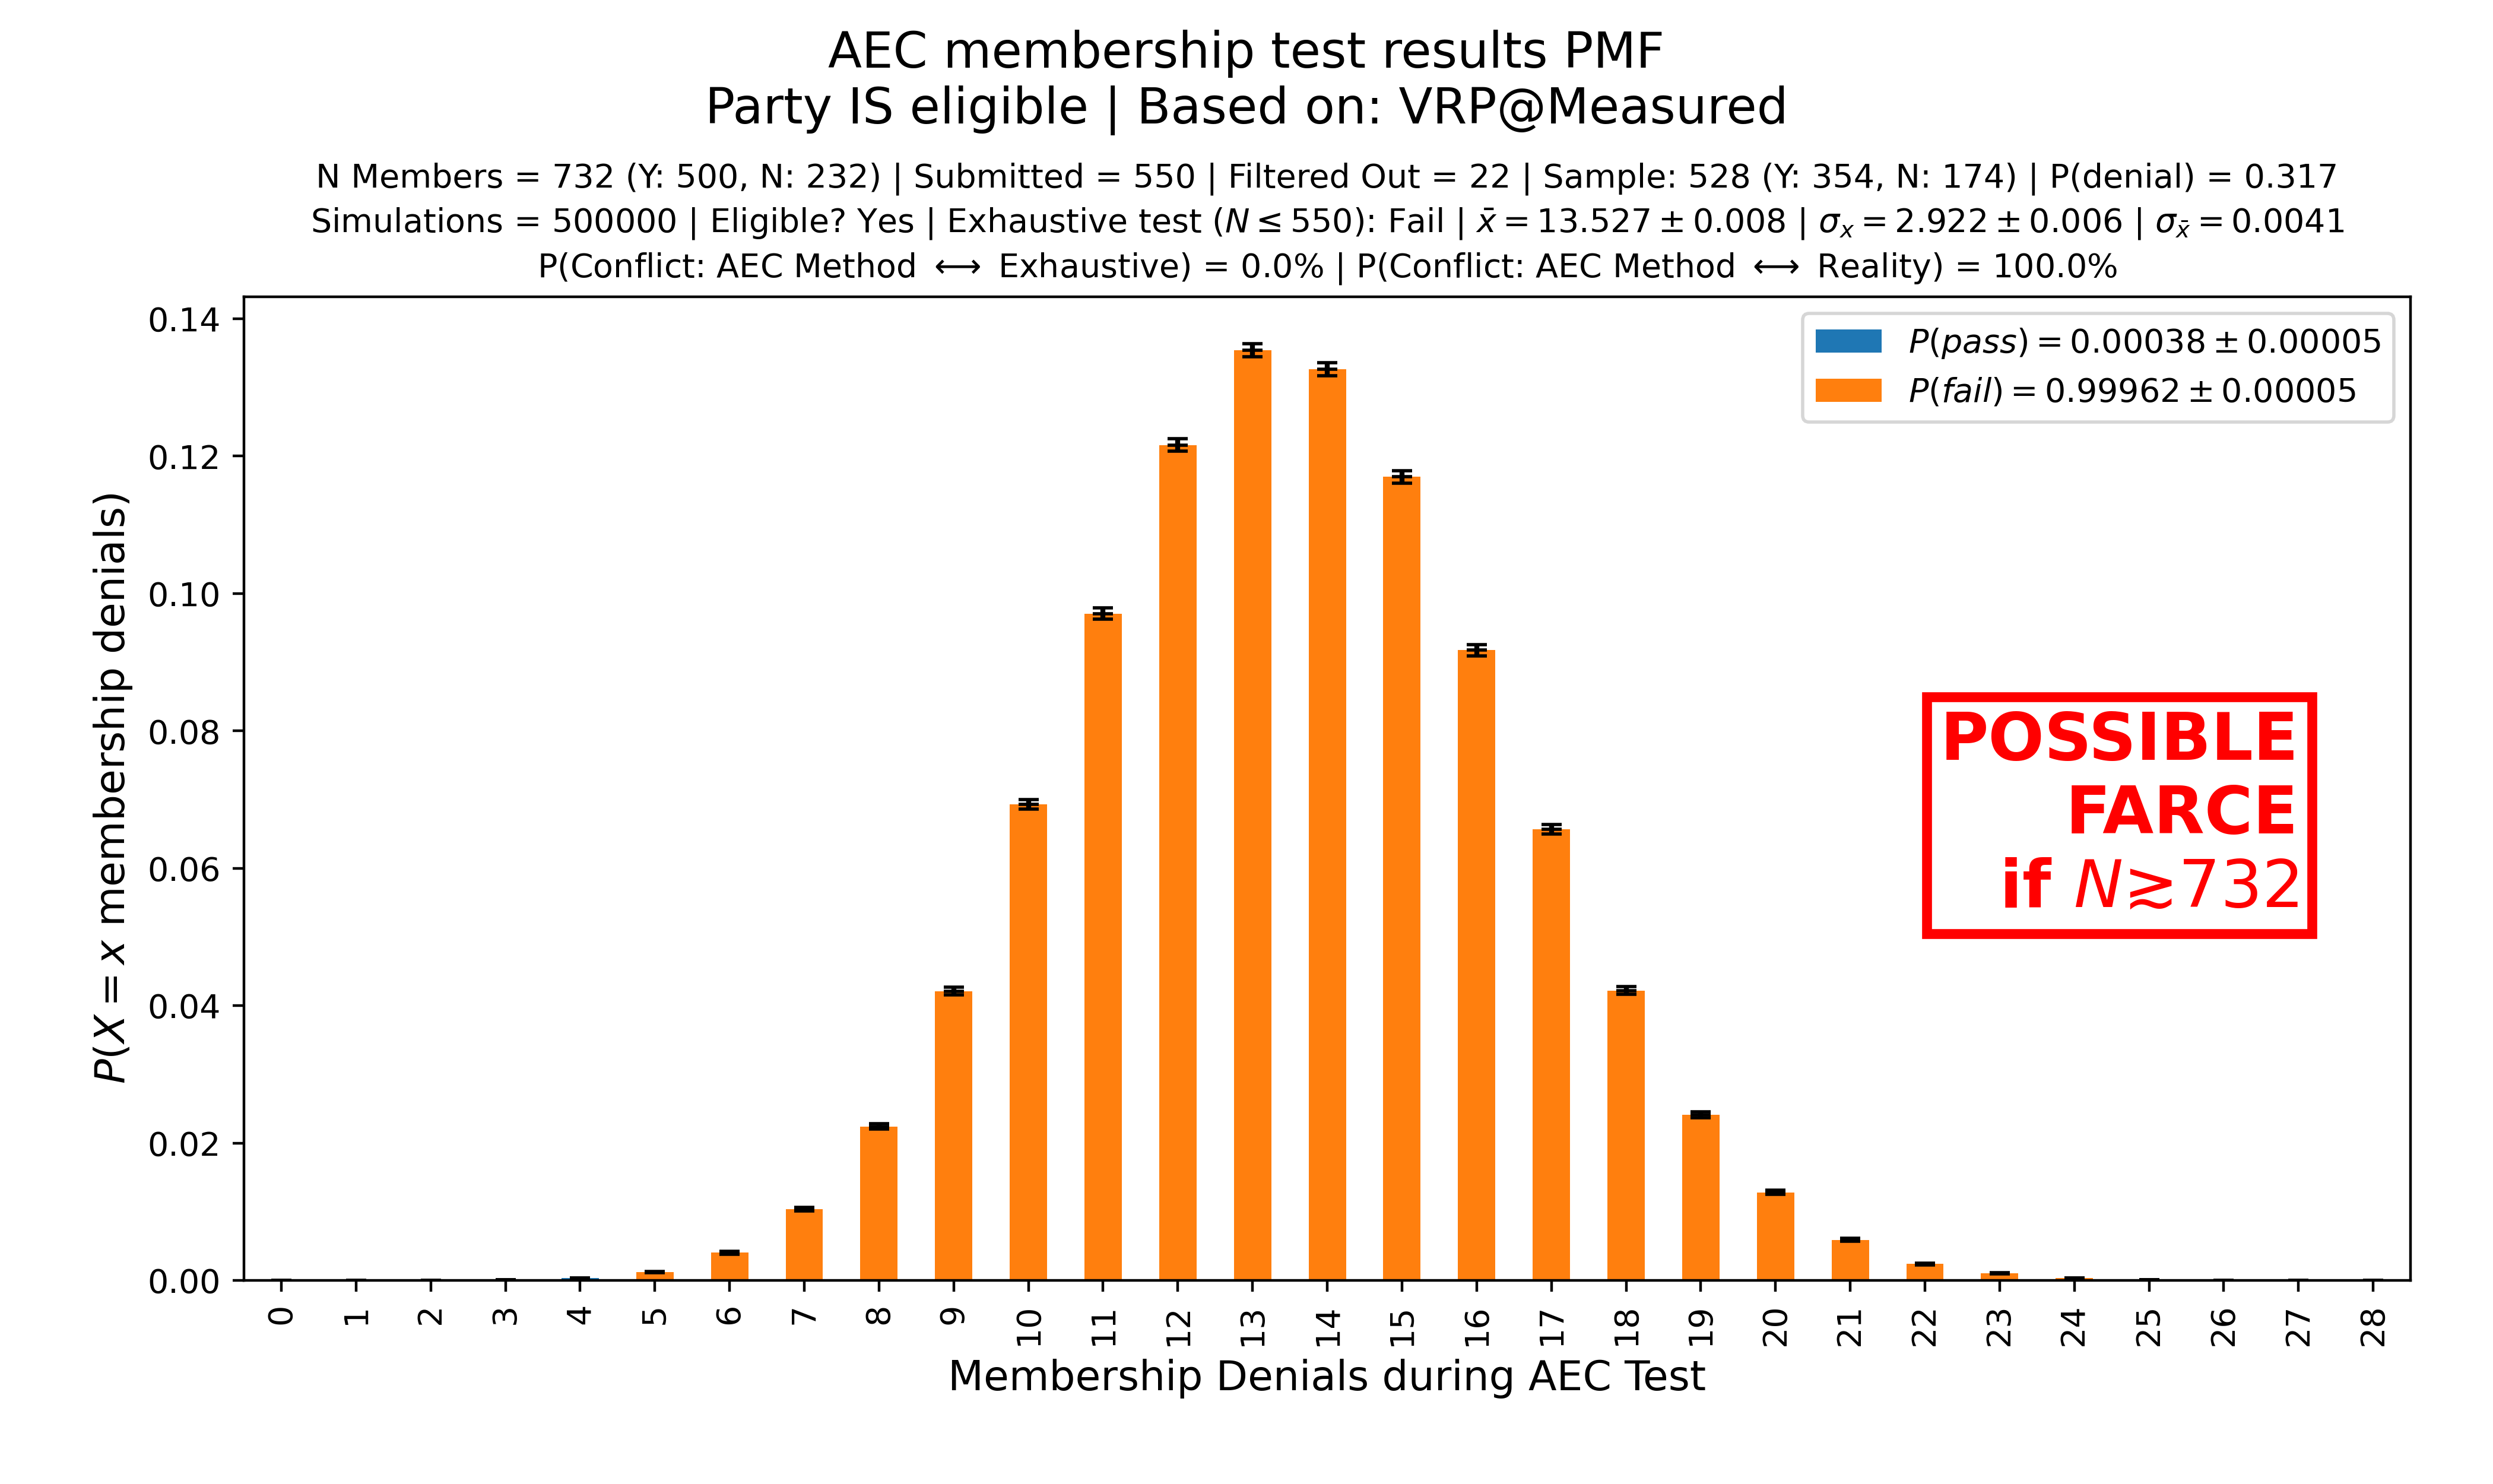 AEC membership test results PMF
Party IS eligible | Based on: VRP@Measured
N Members = 732 (Y: 500, N: 232) | Submitted = 550 | Filtered Out = 22 | Sample: 528 (Y: 354, N: 174) | P(denial) = 0.317
Simulations = 500000 | Eligible? Yes | Exhaustive test (N ≤ 550): Fail | x̄ = 13.527 ± 0.008 | σₓ = 2.922 ± 0.006 | σ_x̄ = 0.0041
P(Conflict: AEC Method ⟷ Exhaustive) = 0.0% | P(Conflict: AEC Method ⟷ Reality) = 100.0%
P(pass) = 0.00038 ± 0.00005
P(fail) = 0.99962 ± 0.00005
P(X = x membership denials)
0.14
0.12
0.10
0.08
0.06
0.04
0.02
0.00
POSSIBLE
FARCE
if N⪆732
0 1 2 3 4 5 6 7 8 9 10 11 12 13 14 15 16 17 18 19 20 21 22 23 24 25 26 27 28
Membership Denials during AEC Test